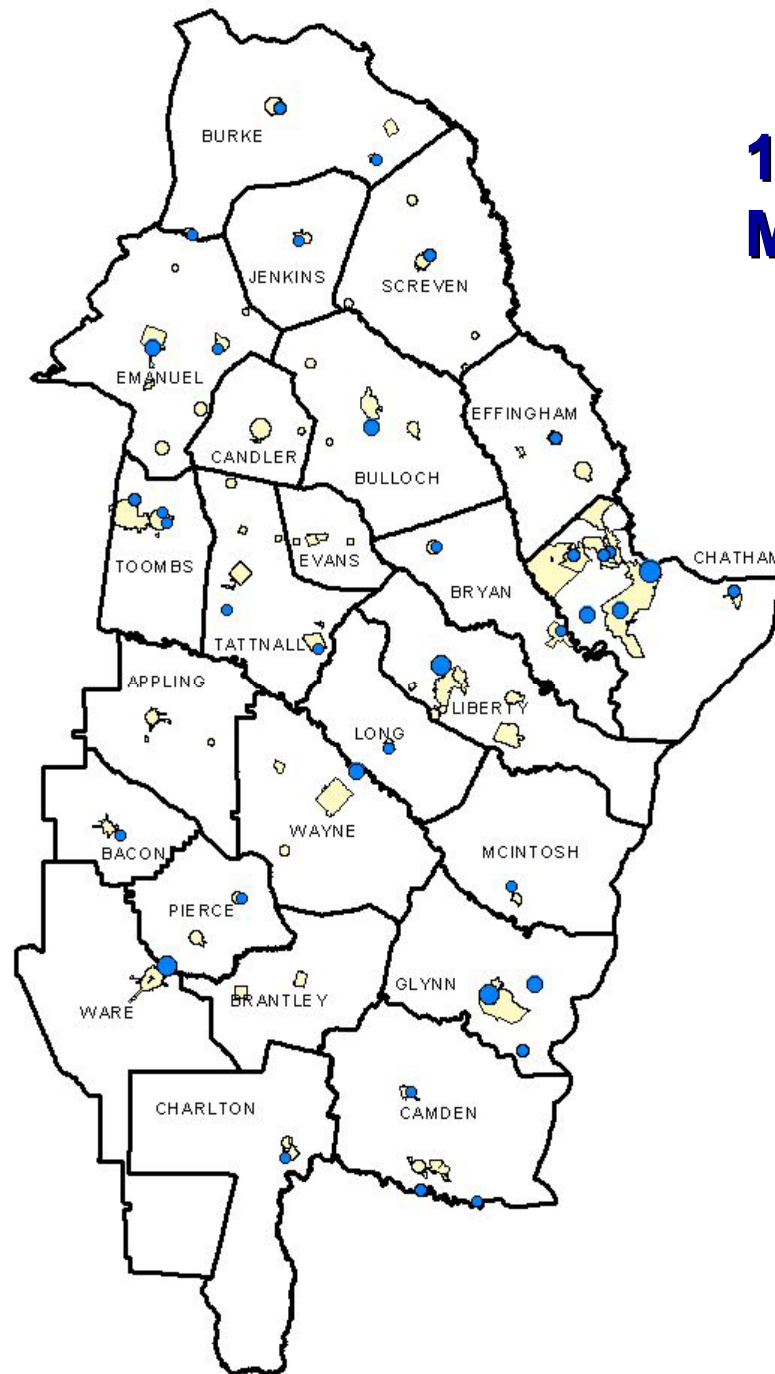 1
M
BURKE
JENKINS
SCREVEN
EMANUEL
EFFINGHAM
CANDLER
BULLOCH
EVANS
CHATHAM
TOOMBS
BRYAN
TATTNALL
APPLING
LIBERTY
LONG
WAYNE
BACON
MCINTOSH
PIERCE
GLYNN
BRANTLEY
WARE
CHARLTON
CAMDEN